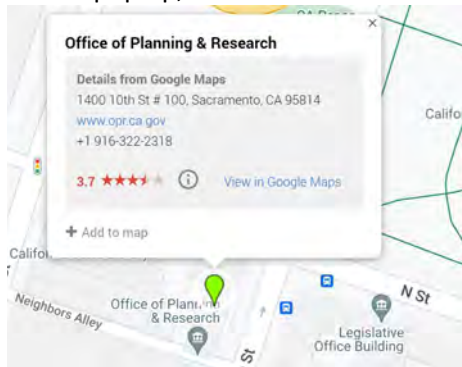 ×
Office of Planning & Research
Details from Google Maps
1400 10th St # 100, Sacramento, CA 95814
www.opr.ca.gov
+1 916-322-2318
3.7
View in Google Maps
+ Add to map
Califo
Califor
Neighbors Alley
Office of Planning
& Research
N St
St
Legislative
Office Building